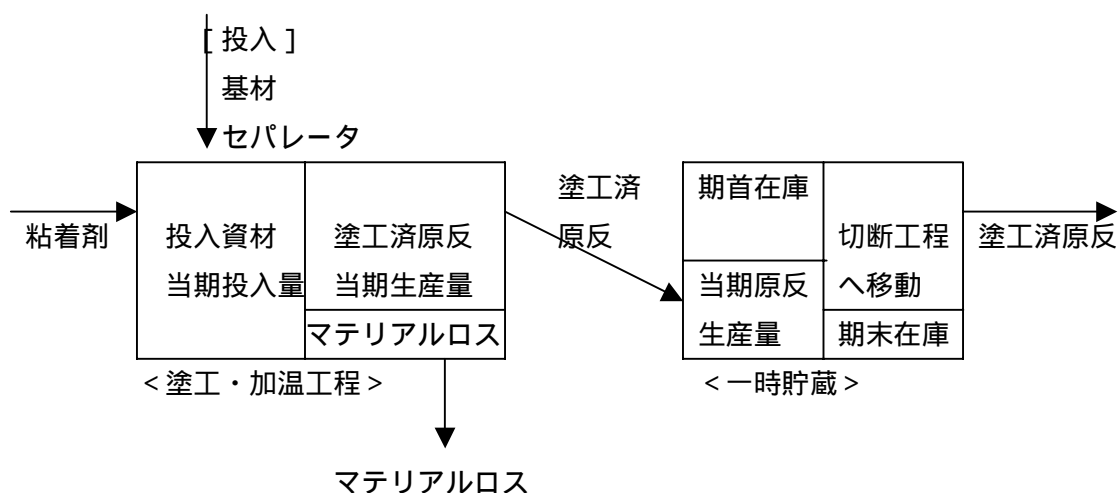 [ 投入 ]
基材
セパレータ
粘着剤
投入資材
当期投入量
塗工済原反
当期生産量
マテリアルロス
<塗工・加温工程>
マテリアルロス
塗工済
原反
期首在庫
当期原反
生産量
切断工程
へ移動
期末在庫
<一時貯蔵>
塗工済原反